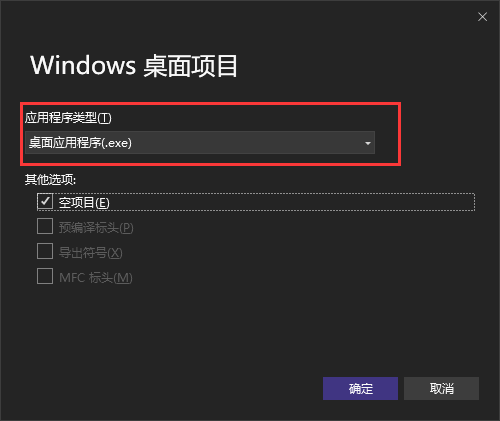 Windows 桌面项目
应用程序类型(T)
桌面应用程序(.exe)
其他选项:
空项目(E)
预编译标头(P)
导出符号(X)
MFC 标头(M)
确定
取消